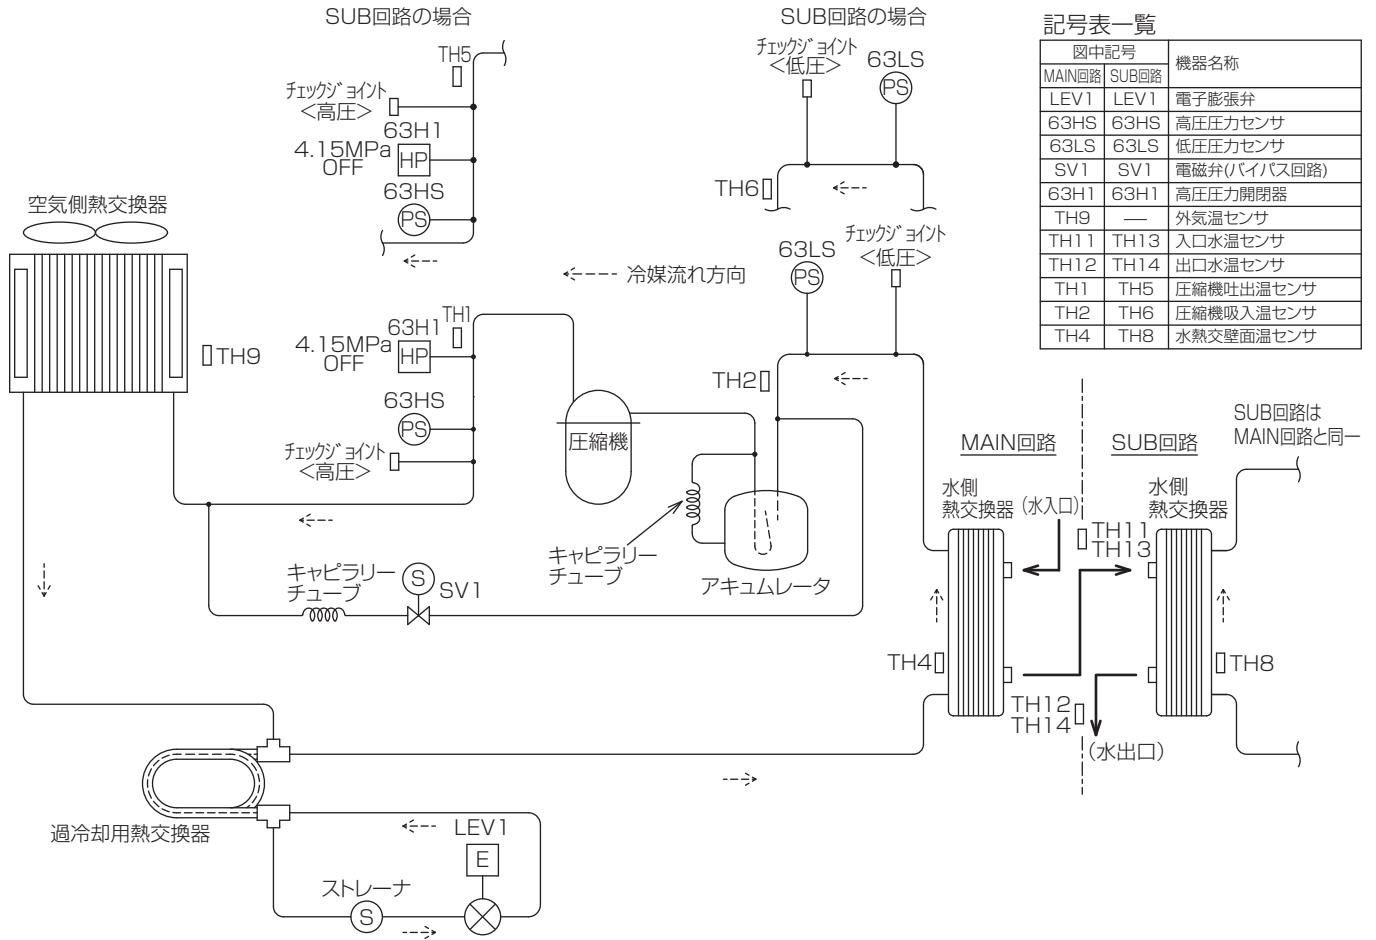 SUB回路の場合
TH5
チェックジョイント
＜高圧＞
63H1
4.15MPa
OFF
HP
63HS
PS
SUB回路の場合
チェックジョイント
＜低圧＞
63LS
PS
TH6
記号表一覧
図中記号 機器名称
MAIN回路 SUB回路
LEV1 LEV1 電子膨張弁
63HS 63HS 高圧圧力センサ
63LS 63LS 低圧圧力センサ
SV1 SV1 電磁弁(バイパス回路)
63H1 63H1 高圧圧力開閉器
TH9 — 外気温センサ
TH11 TH13 入口水温センサ
TH12 TH14 出口水温センサ
TH1 TH5 圧縮機吐出温センサ
TH2 TH6 圧縮機吸入温センサ
TH4 TH8 水熱交壁面温センサ
空気側熱交換器
TH9
冷媒流れ方向
63LS
PS
チェックジョイント
＜低圧＞
TH1
63H1
4.15MPa
OFF
HP
63HS
PS
チェックジョイント
＜高圧＞
圧縮機
TH2
キャピラリー
チューブ
アキュムレータ
キャピラリー
チューブ
S
SV1
MAIN回路
SUB回路
SUB回路は
MAIN回路と同一
水側
熱交換器
(水入口)
水側
熱交換器
TH11
TH13
TH4
TH8
TH12
TH14
(水出口)
過冷却用熱交換器
LEV1
E
ストレーナ
S